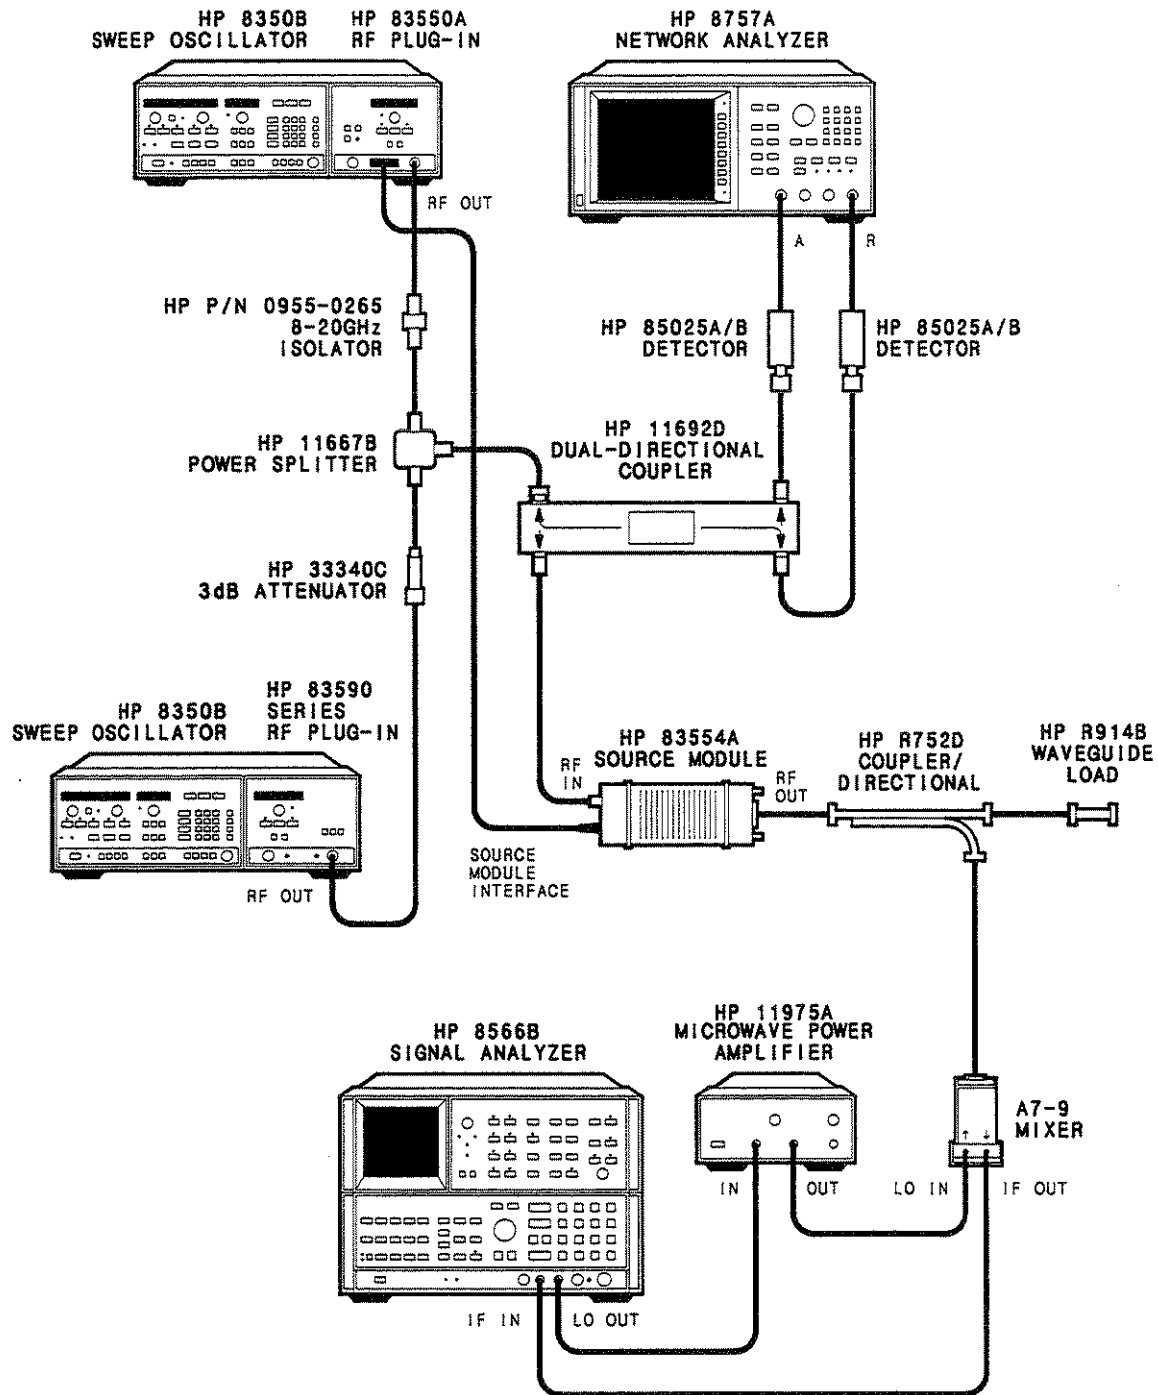 HP 8350B
SWEEP OSCILLATOR
HP 83550A
RF PLUG-IN
HP 8757A
NETWORK ANALYZER
RF OUT
A
R
HP P/N 0955-0265
8-20GHz
ISOLATOR
HP 85025A/B
DETECTOR
HP 85025A/B
DETECTOR
HP 11667B
POWER SPLITTER
HP 11692D
DUAL-DIRECTIONAL
COUPLER
HP 33340C
3dB ATTENUATOR
HP 8350B
SWEEP OSCILLATOR
HP 83590
SERIES
RF PLUG-IN
RF OUT
RF
IN
HP 83554A
SOURCE MODULE
RF
OUT
HP R752D
COUPLER/
DIRECTIONAL
HP R914B
WAVEGUIDE
LOAD
SOURCE
MODULE
INTERFACE
HP 8566B
SIGNAL ANALYZER
HP 11975A
MICROWAVE POWER
AMPLIFIER
A7-9
MIXER
IN
OUT
LO IN
IF OUT
IF IN
LO OUT